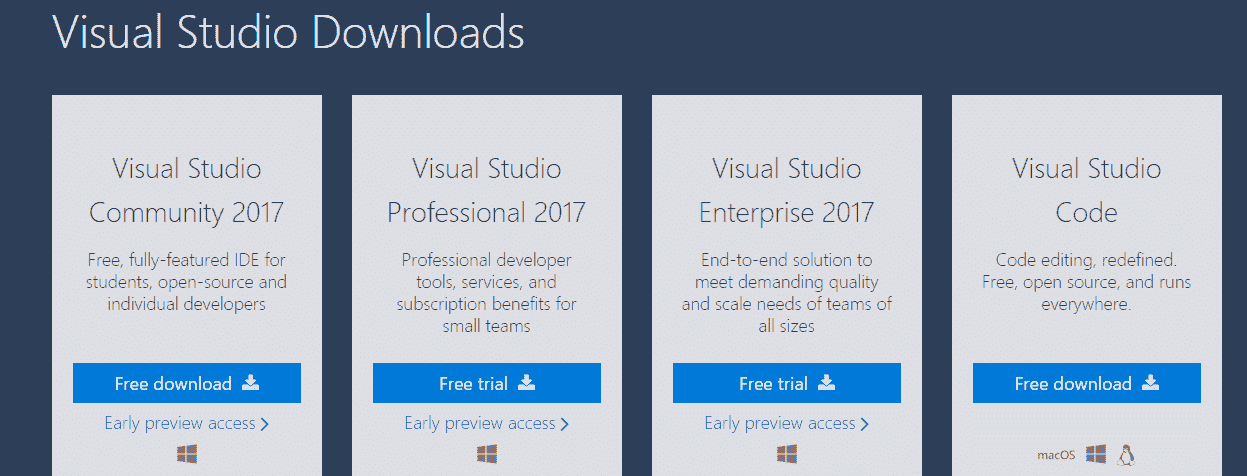 Visual Studio Downloads
Visual Studio
Community 2017
Free, fully-featured IDE for
students, open-source and
individual developers
Free download
Early preview access
Visual Studio
Professional 2017
Professional developer
tools, services, and
subscription benefits for
small teams
Free trial
Early preview access
Visual Studio
Enterprise 2017
End-to-end solution to
meet demanding quality
and scale needs of teams of
all sizes
Free trial
Early preview access
Visual Studio
Code
Code editing, redefined.
Free, open source, and runs
everywhere.
Free download
macOS